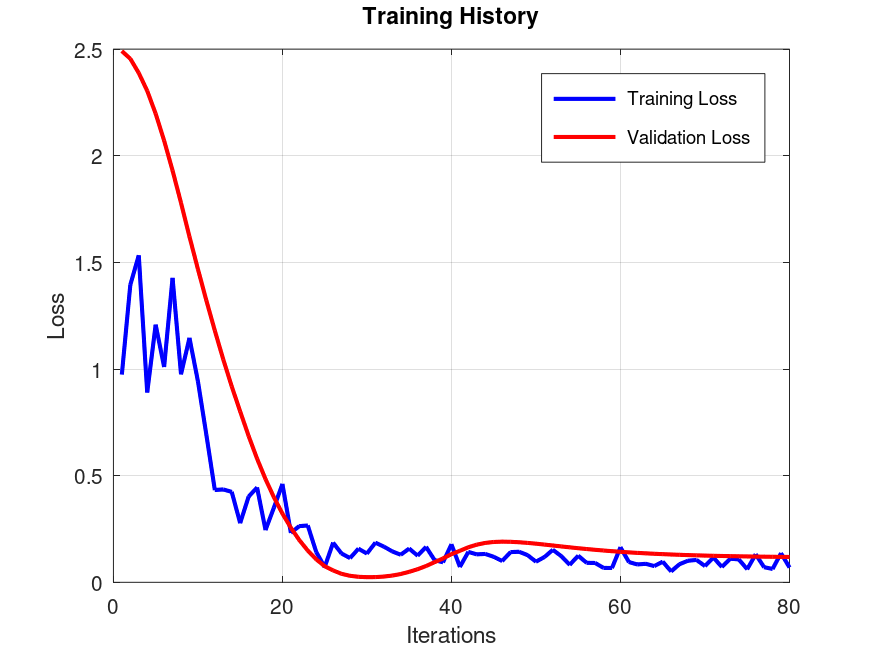 Training History
2.5
2
1.5
1
0.5
0
0 20 40 60 80
Loss
Iterations
Training Loss
Validation Loss